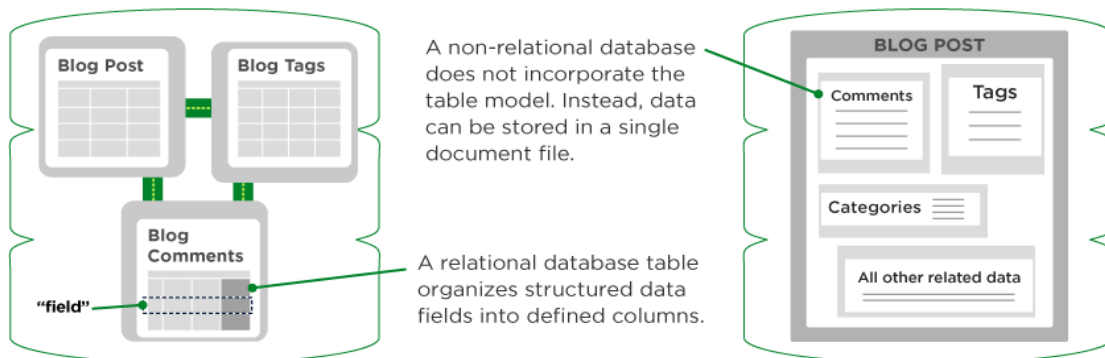 Blog Post
Blog Tags
Blog
Comments
“field”
A non-relational database
does not incorporate the
table model. Instead, data
can be stored in a single
document file.
A relational database table
organizes structured data
fields into defined columns.
BLOG POST
Comments
Tags
Categories
All other related data